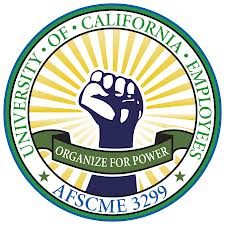 UNIVERSITY · OF · CALIFORNIA · EMPLOYEES
ORGANIZE FOR POWER
AFSCME 3299